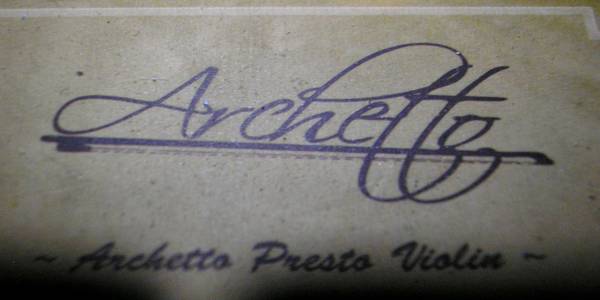 Archetto
~ Archetto Presto Violin ~